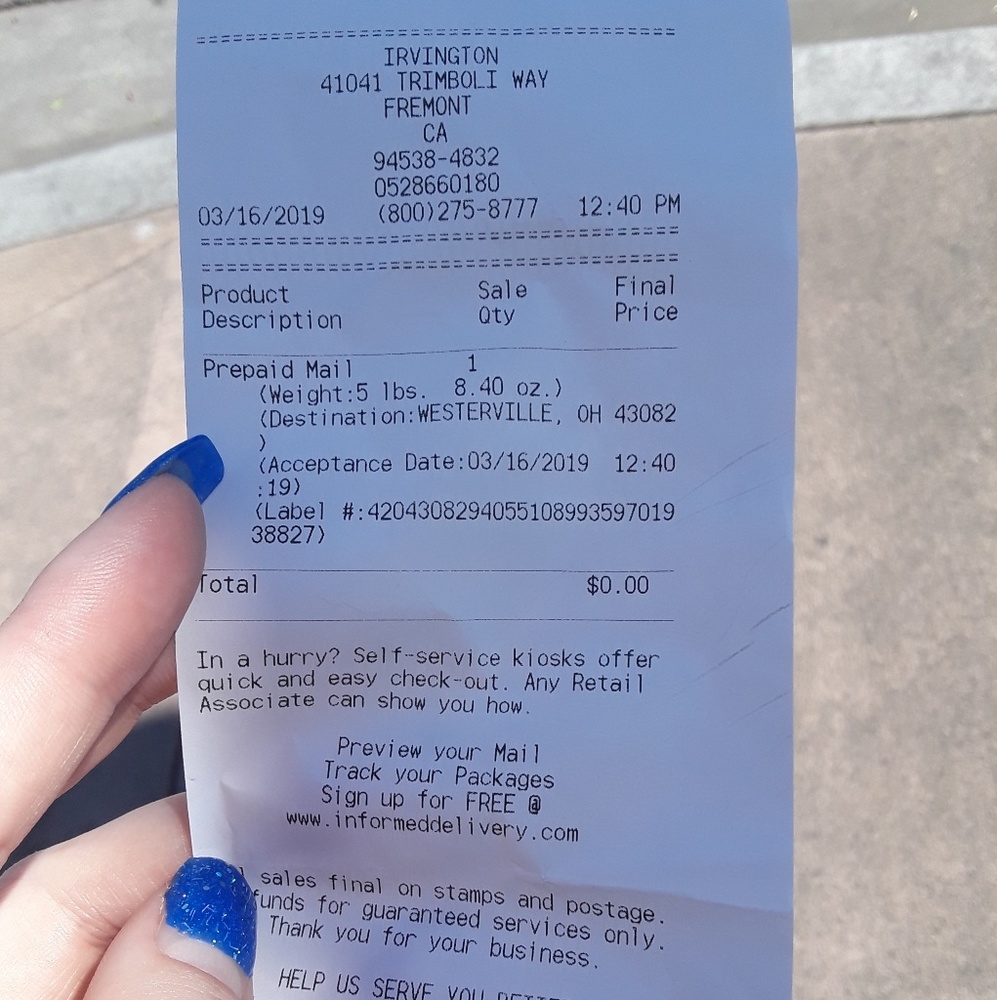 IRVINGTON
41041 TRIMBOLI WAY
FREMONT
CA
94538-4832
0528660180
03/16/2019 (800)275-8777 12:40 PM
Product Sale Final
Description Qty Price
Prepaid Mail 1
(Weight:5 lbs. 8.40 oz.)
(Destination:WESTERVILLE, OH 43082
)
(Acceptance Date:03/16/2019 12:40
:19)
(Label #:4204308294055108993597019
38827)
Total $0.00
In a hurry? Self-service kiosks offer
quick and easy check-out. Any Retail
Associate can show you how.
Preview your Mail
Track your Packages
Sign up for FREE @
www.informeddelivery.com
sales final on stamps and postage.
funds for guaranteed services only.
Thank you for your business.
HELP US SERVE YOU